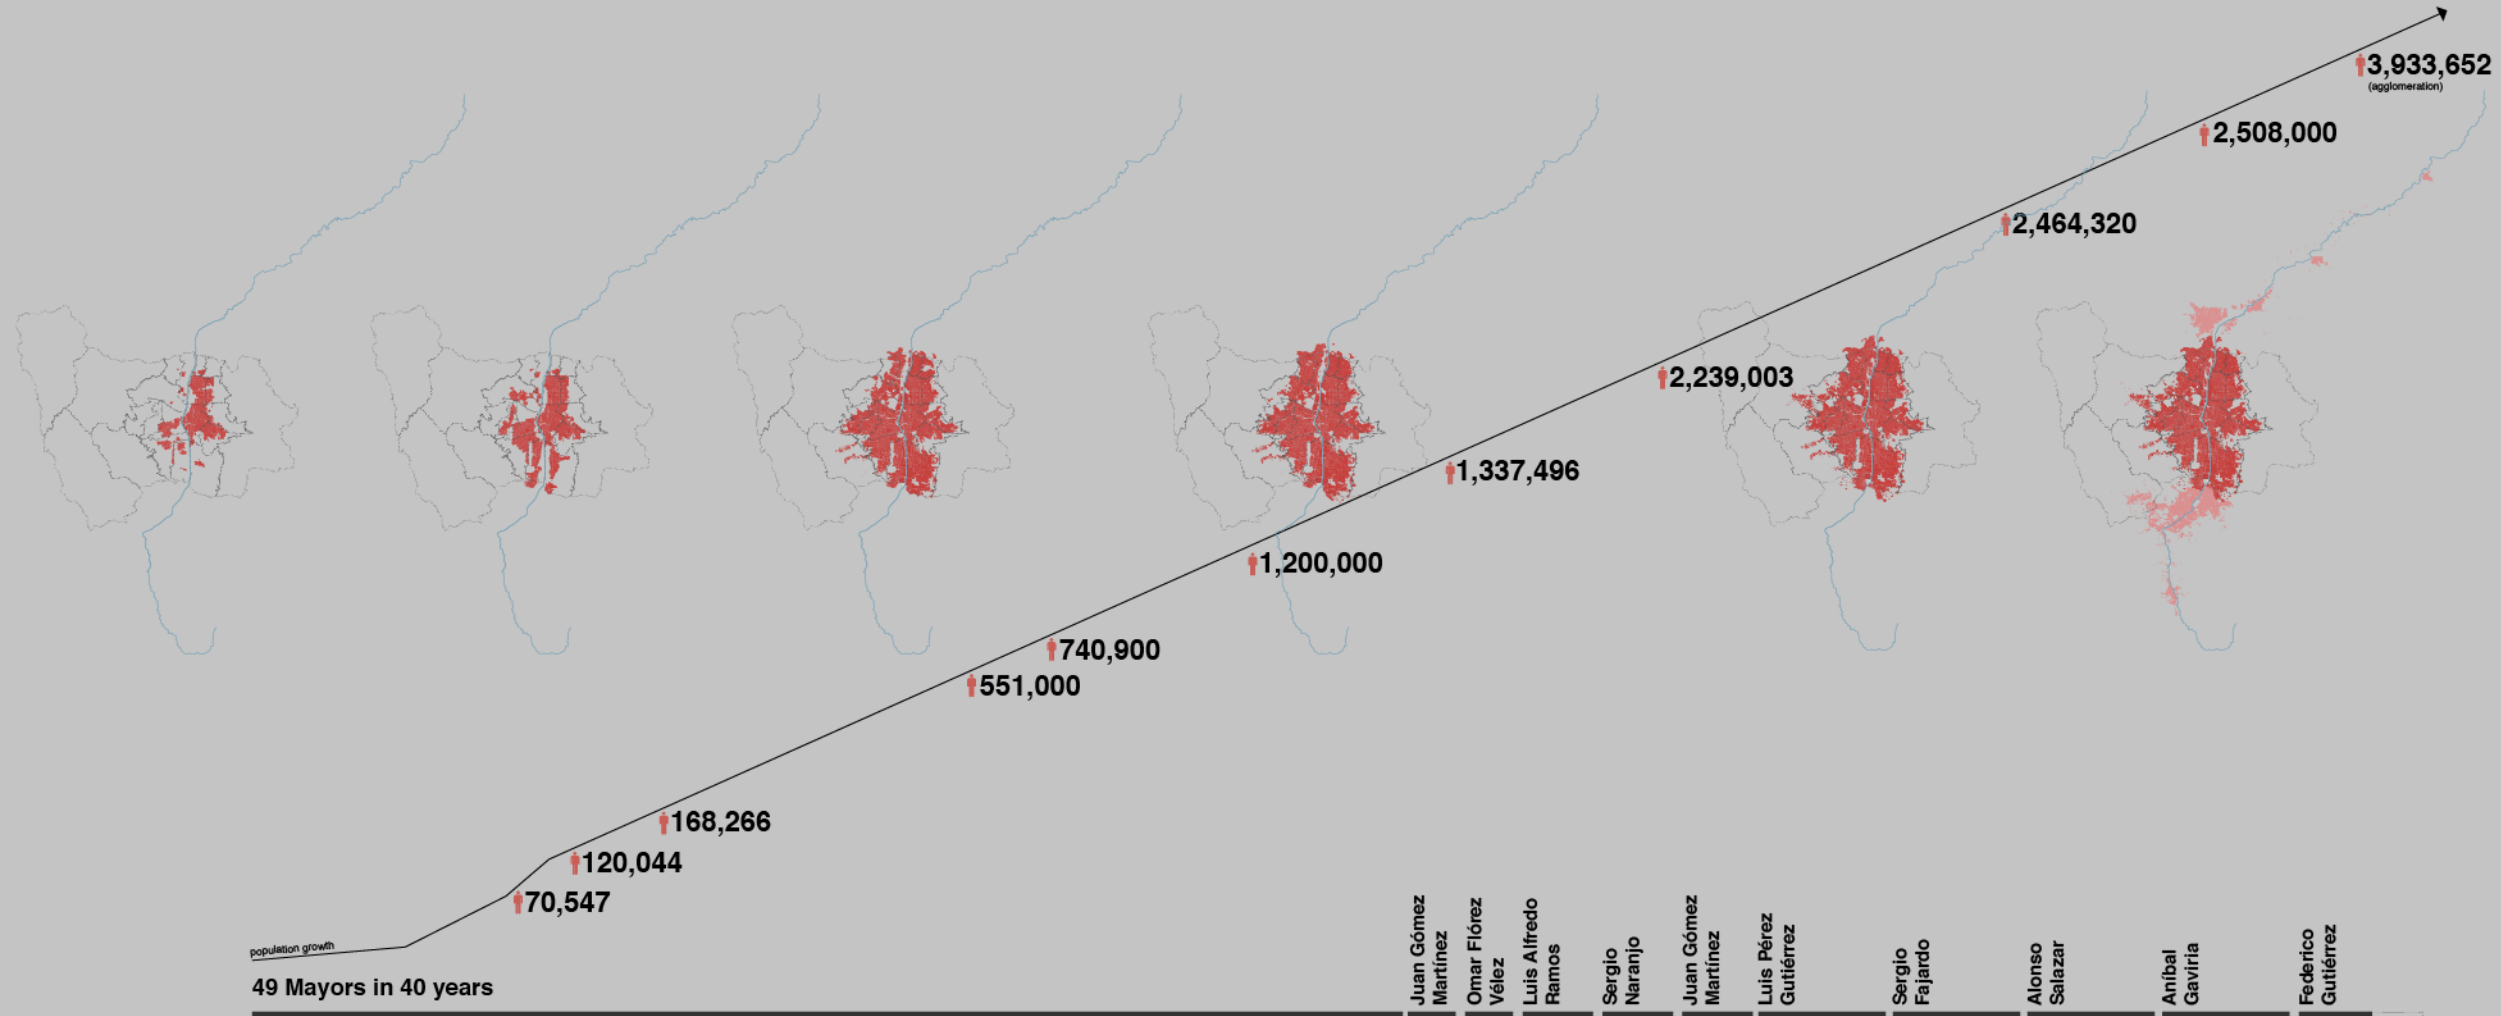 3,933,652
(agglomeration)
2,508,000
2,464,320
2,239,003
1,337,496
1,200,000
740,900
551,000
168,266
120,044
70,547
population growth
49 Mayors in 40 years
Juan Gómez
Martínez
Omar Flórez
Vélez
Luis Alfredo
Ramos
Sergio
Naranjo
Juan Gómez
Martínez
Luis Pérez
Gutiérrez
Sergio
Fajardo
Alonso
Salazar
Aníbal
Gaviria
Federico
Gutiérrez